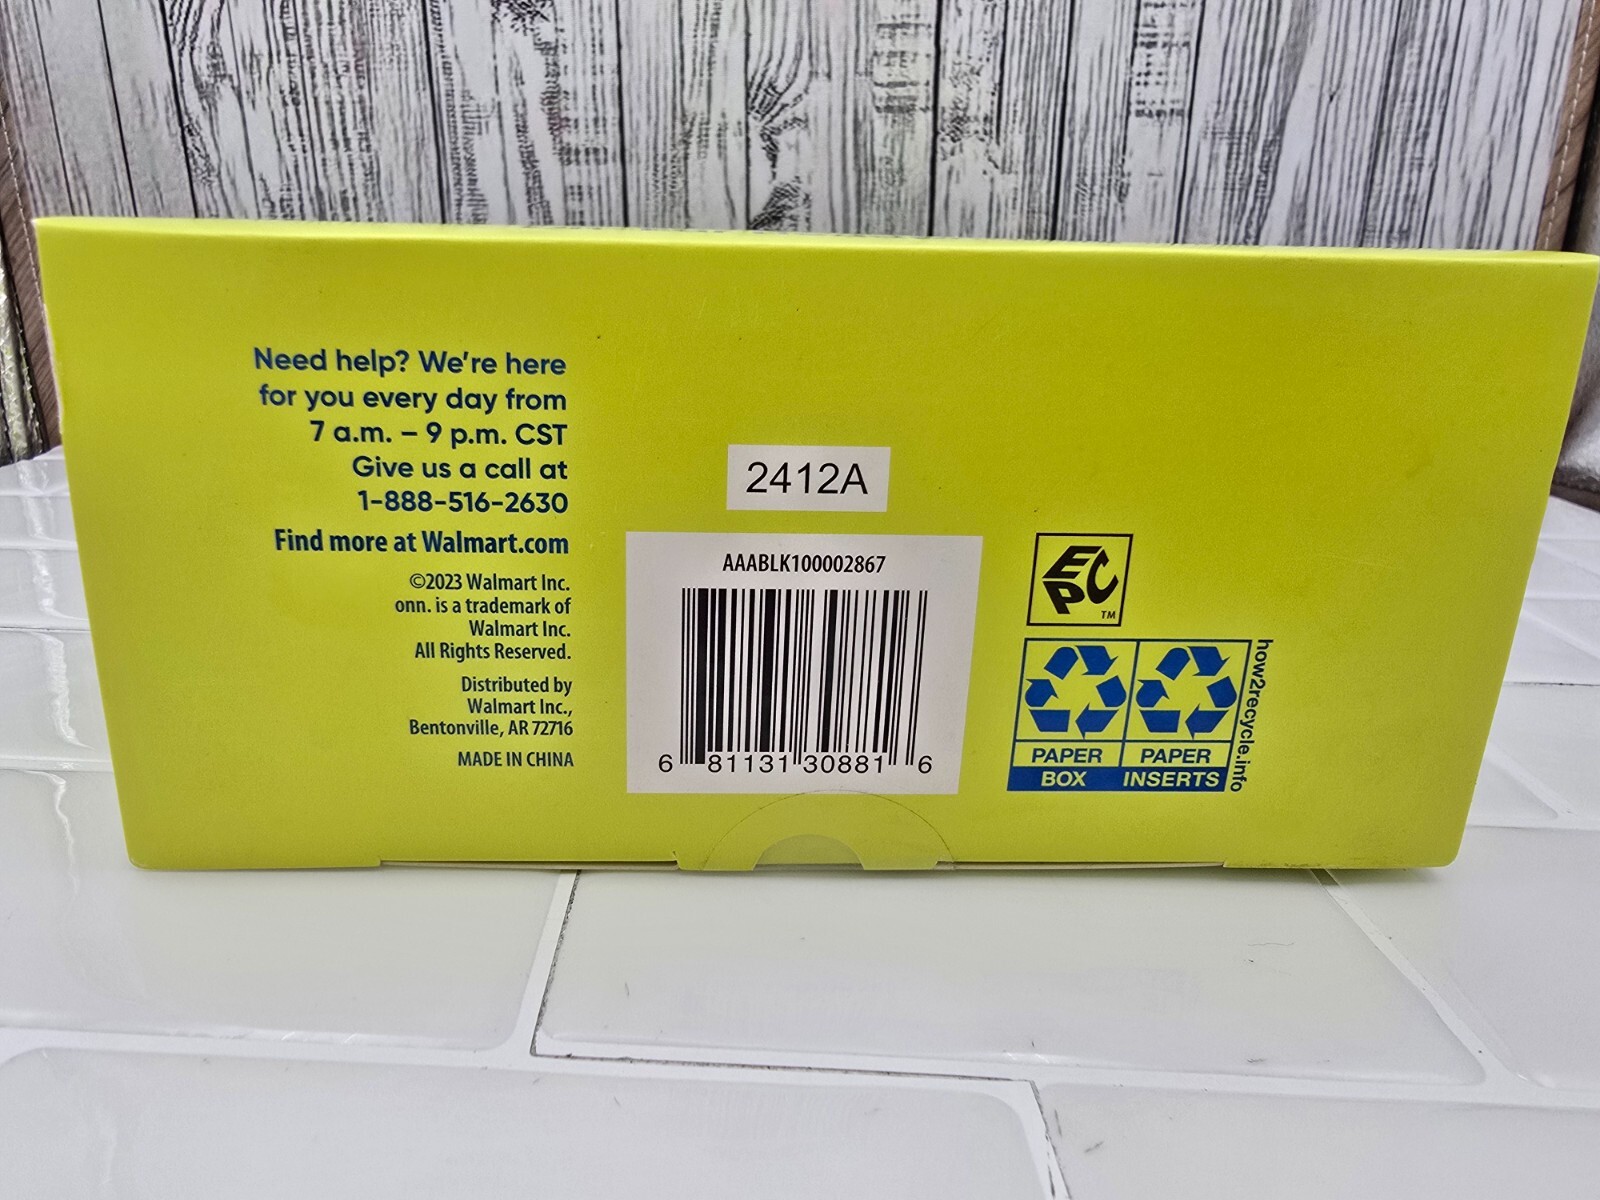 Need help? We're here
for you every day from
7 a.m. – 9 p.m. CST
Give us a call at
1-888-516-2630
Find more at Walmart.com
©2023 Walmart Inc.
onn. is a trademark of
Walmart Inc.
All Rights Reserved.
Distributed by
Walmart Inc.,
Bentonville, AR 72716
MADE IN CHINA
2412A
AAABLK100002867
6 81131 30881 6
EPC
TM
PAPER PAPER
BOX INSERTS
how2recycle.info